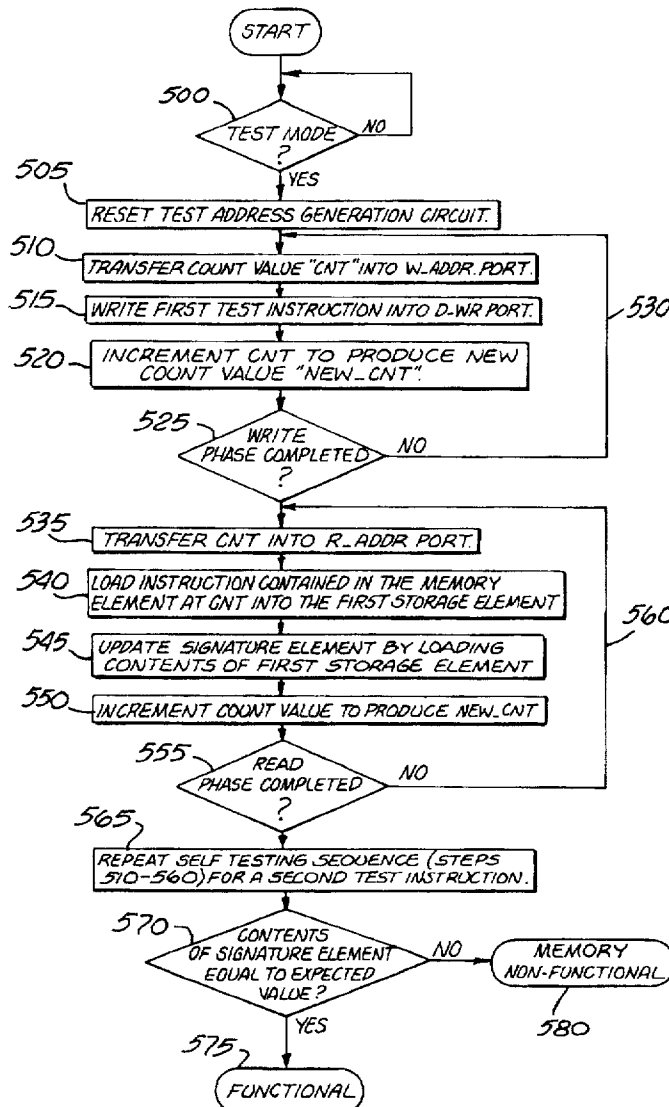 START
500
TEST MODE
?
NO
YES
505
RESET TEST ADDRESS GENERATION CIRCUIT.
510
TRANSFER COUNT VALUE "CNT" INTO W_ADDR. PORT.
515
WRITE FIRST TEST INSTRUCTION INTO D-WR PORT.
530
520
INCREMENT CNT TO PRODUCE NEW
COUNT VALUE "NEW_CNT".
525
WRITE
PHASE COMPLETED
?
NO
535
TRANSFER CNT INTO R_ADDR PORT.
540
LOAD INSTRUCTION CONTAINED IN THE MEMORY
ELEMENT AT CNT INTO THE FIRST STORAGE ELEMENT
560
545
UPDATE SIGNATURE ELEMENT BY LOADING
CONTENTS OF FIRST STORAGE ELEMENT
550
INCREMENT COUNT VALUE TO PRODUCE NEW_CNT
555
READ
PHASE COMPLETED
?
NO
565
REPEAT SELF TESTING SEQUENCE (STEPS
510-560) FOR A SECOND TEST INSTRUCTION.
570
CONTENTS
OF SIGNATURE ELEMENT
EQUAL TO EXPECTED
VALUE?
NO
MEMORY
NON-FUNCTIONAL
580
YES
575
FUNCTIONAL